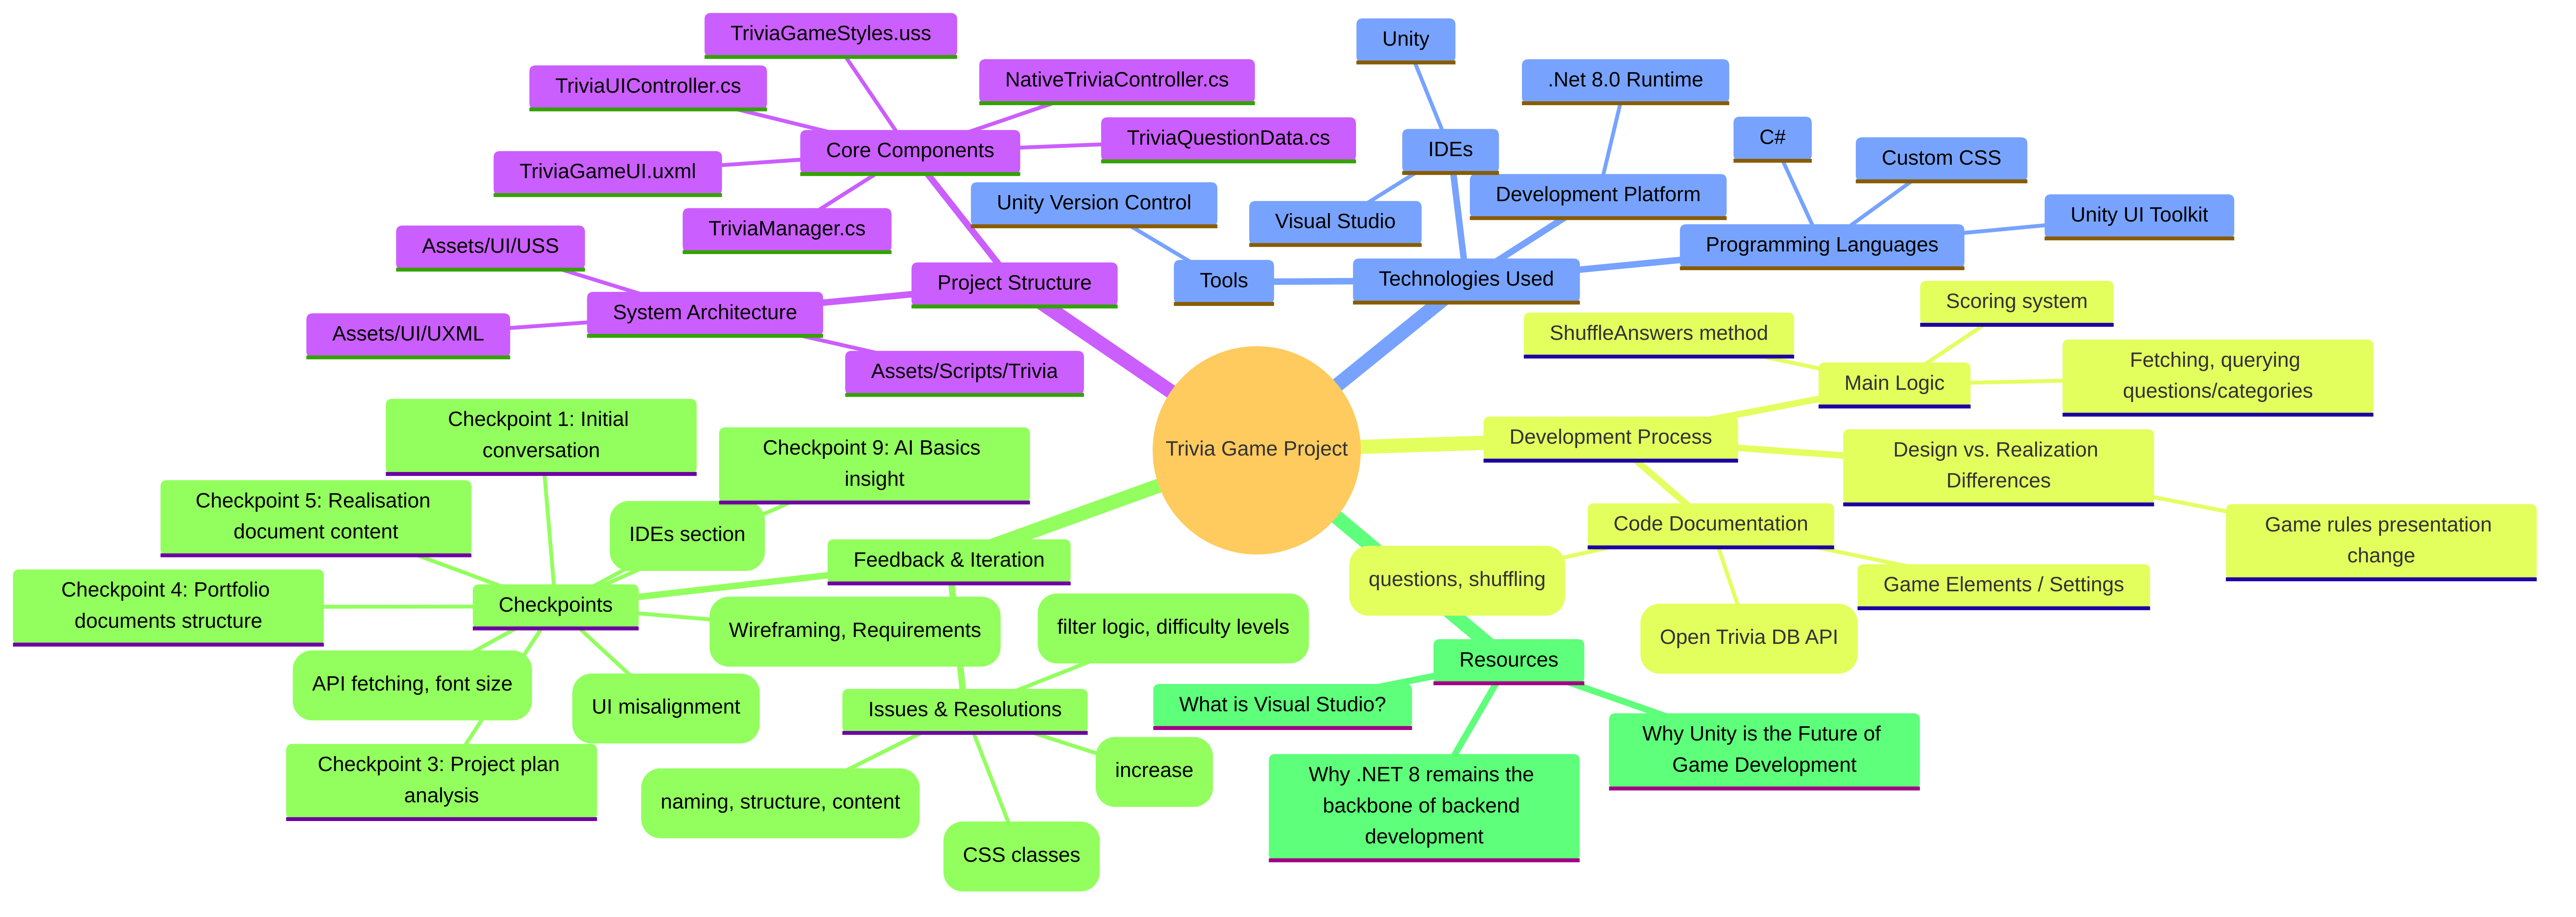 TriviaGameStyles.uss
TriviaUIController.cs
NativeTriviaController.cs
TriviaQuestionData.cs
Core Components
TriviaGameUI.uxml
TriviaManager.cs
Assets/UI/USS
Project Structure
System Architecture
Assets/UI/UXML
Assets/Scripts/Trivia
Unity
.Net 8.0 Runtime
C#
Custom CSS
IDEs
Unity Version Control
Visual Studio
Development Platform
Unity UI Toolkit
Programming Languages
Tools
Technologies Used
Scoring system
ShuffleAnswers method
Main Logic
Fetching, querying
questions/categories
Trivia Game Project
Development Process
Design vs. Realization
Differences
Code Documentation
Game rules presentation
change
questions, shuffling
Game Elements / Settings
Open Trivia DB API
Checkpoint 1: Initial
conversation
Checkpoint 9: AI Basics
insight
Checkpoint 5: Realisation
document content
IDEs section
Feedback & Iteration
Checkpoint 4: Portfolio
documents structure
Checkpoints
Wireframing, Requirements
filter logic, difficulty levels
API fetching, font size
UI misalignment
Issues & Resolutions
Checkpoint 3: Project plan
analysis
naming, structure, content
increase
CSS classes
Resources
What is Visual Studio?
Why Unity is the Future of
Game Development
Why .NET 8 remains the
backbone of backend
development